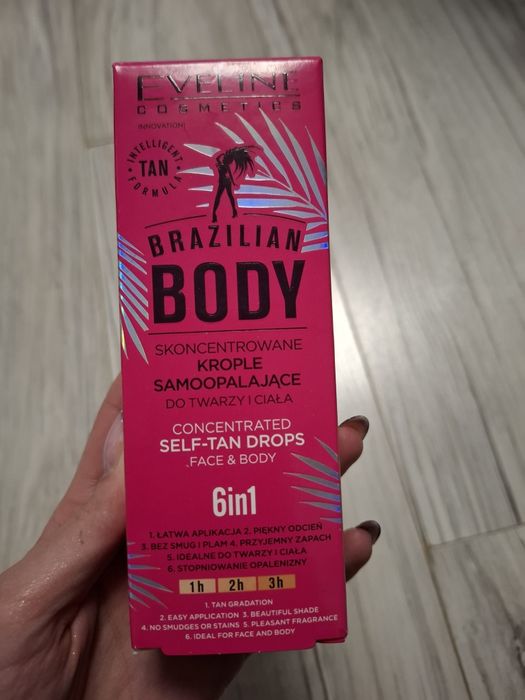 EVELINE
COSMETICS
INNOVATION
INTELLIGENT
TAN
FORMULA
BRAZILIAN
BODY
SKONCENTROWANE
KROPLE
SAMOOPALAJĄCE
DO TWARZY I CIAŁA
CONCENTRATED
SELF-TAN DROPS
FACE & BODY
6in1
1. ŁATWA APLIKACJA 2. PIĘKNY ODCIEŃ
3. BEZ SMUG I PLAM 4. PRZYJEMNY ZAPACH
5. IDEALNE DO TWARZY I CIAŁA
6. STOPNIOWANIE OPALENIZNY
1h 2h 3h
1. TAN GRADATION
2. EASY APPLICATION 3. BEAUTIFUL SHADE
4. NO SMUDGES OR STAINS 5. PLEASANT FRAGRANCE
6. IDEAL FOR FACE AND BODY